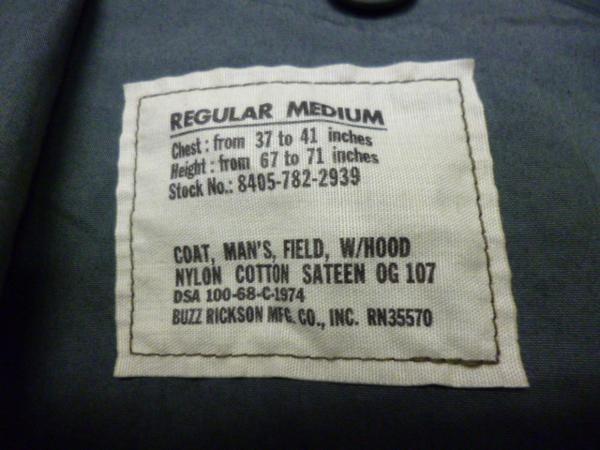 REGULAR MEDIUM
Chest: from 37 to 41 inches
Height: from 67 to 71 inches
Stock No.: 8405-782-2939
COAT, MAN'S, FIELD, W/HOOD
NYLON COTTON SATEEN OG 107
DSA 100-68-C-1974
BUZZ RICKSON MFG. CO., INC. RN35570